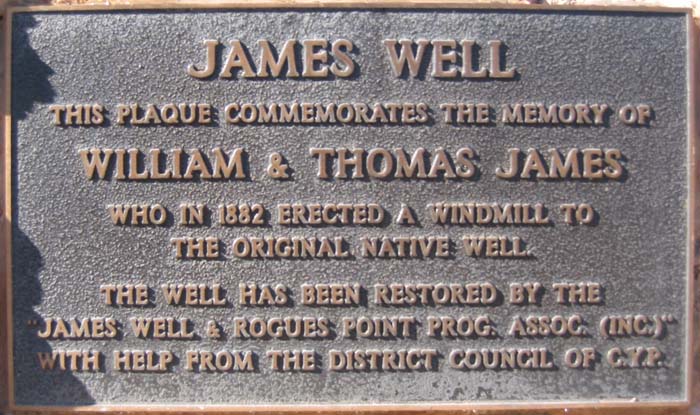 JAMES WELL
THIS PLAQUE COMMEMORATES THE MEMORY OF
WILLIAM & THOMAS JAMES
WHO IN 1882 ERECTED A WINDMILL TO
THE ORIGINAL NATIVE WELL.
THE WELL HAS BEEN RESTORED BY THE
"JAMES WELL & ROGUES POINT PROG. ASSOC. (INC.)"
WITH HELP FROM THE DISTRICT COUNCIL OF C.Y.P.